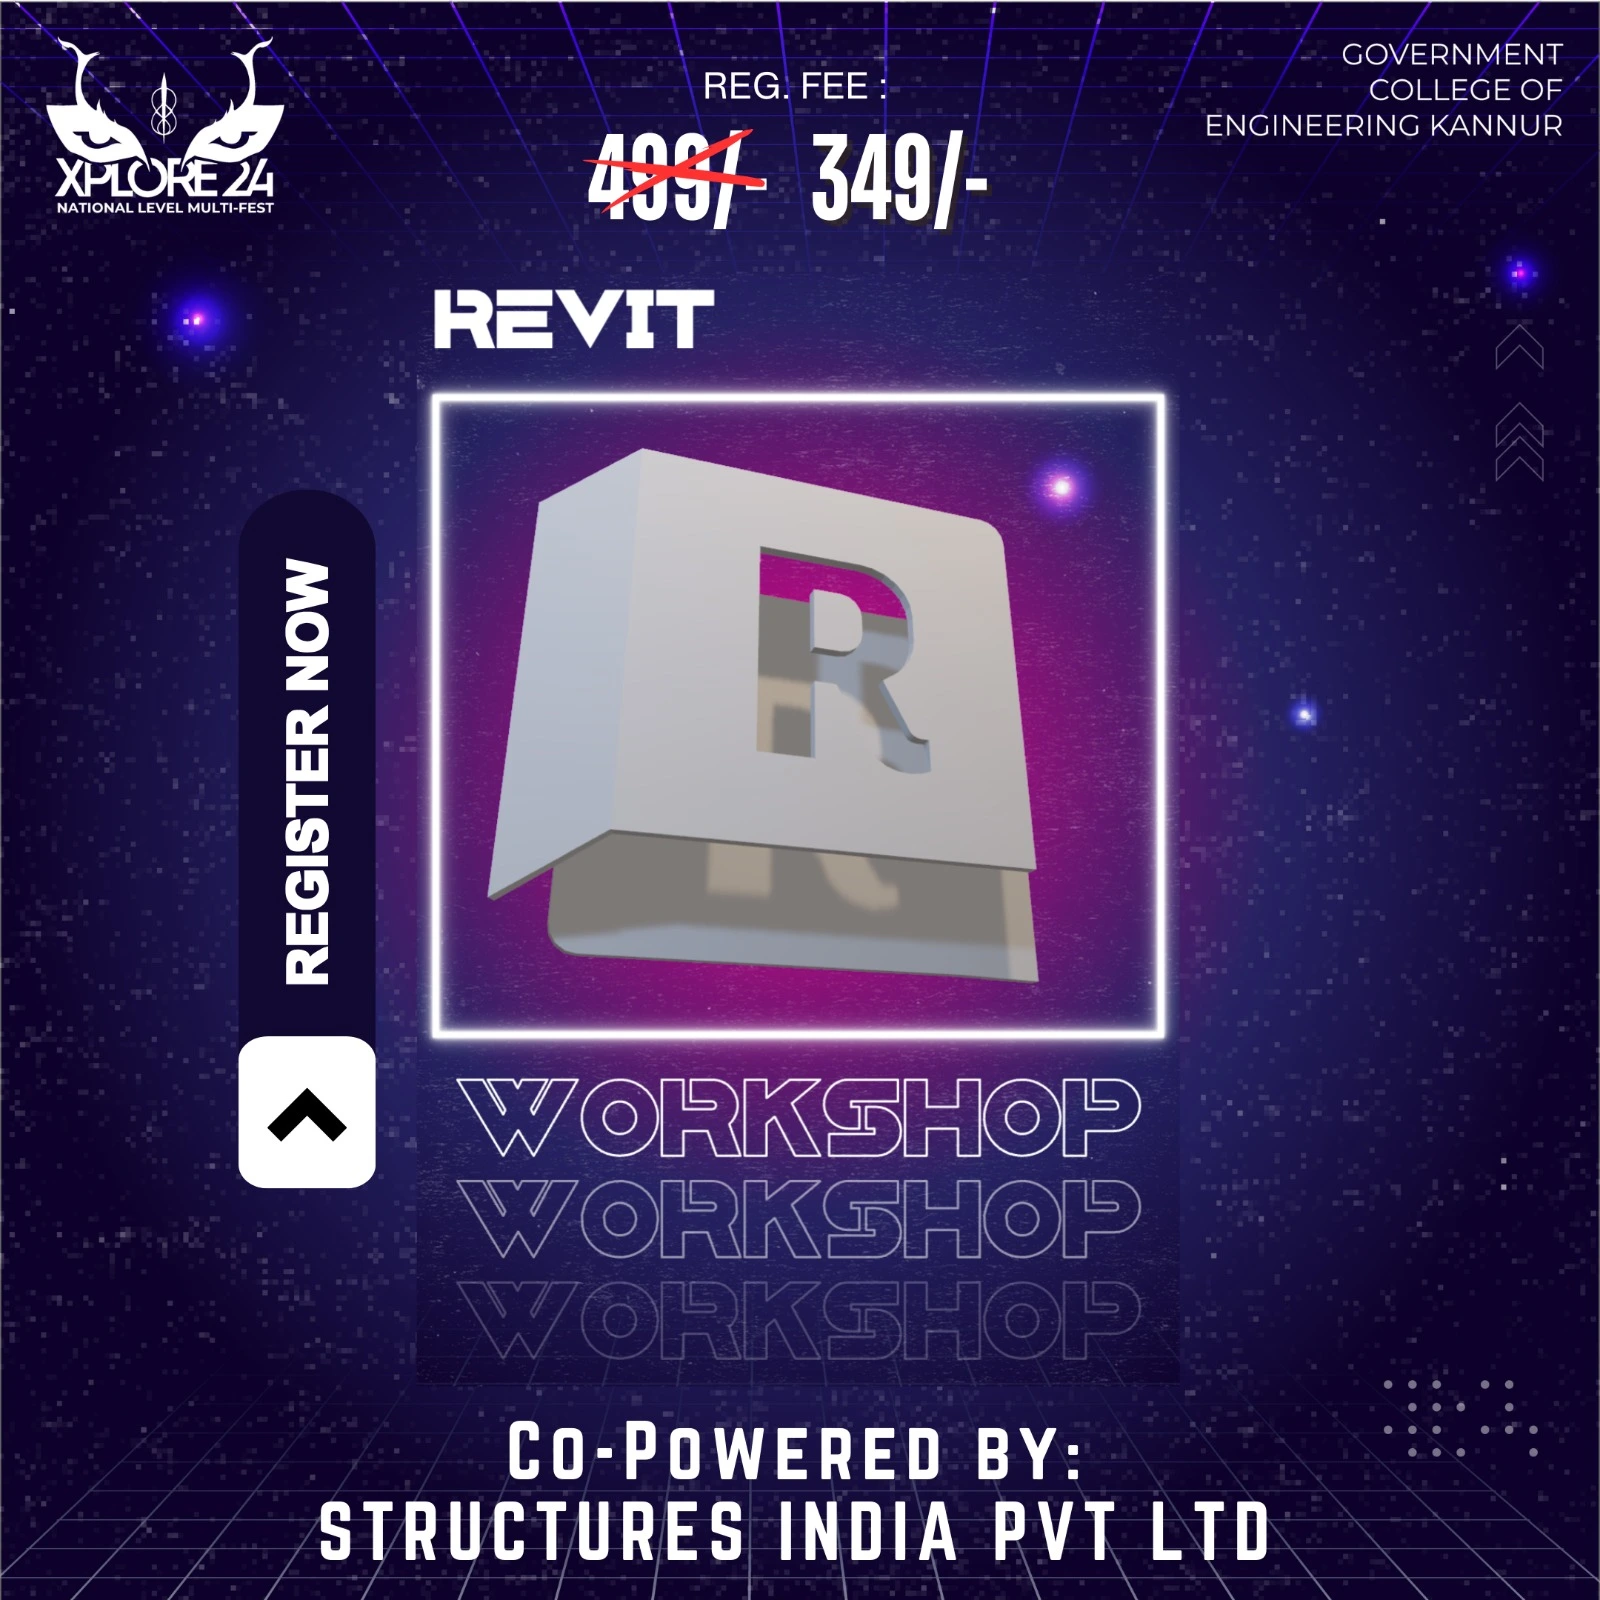 XPLORE 24
NATIONAL LEVEL MULTI-FEST
REG. FEE :
499/- 349/-
GOVERNMENT
COLLEGE OF
ENGINEERING KANNUR
REVIT
R
REGISTER NOW
WORKSHOP
WORKSHOP
WORKSHOP
CO-POWERED BY:
STRUCTURES INDIA PVT LTD